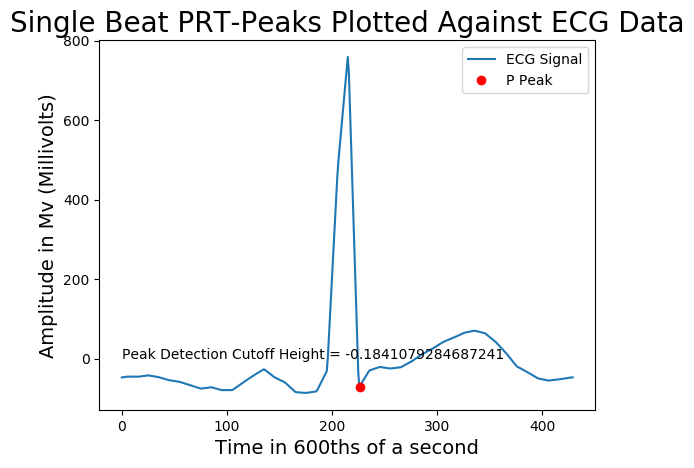 Single Beat PRT-Peaks Plotted Against ECG Data
800
600
400
200
0
Amplitude in Mv (Millivolts)
ECG Signal
P Peak
Peak Detection Cutoff Height = -0.1841079284687241
0 100 200 300 400
Time in 600ths of a second